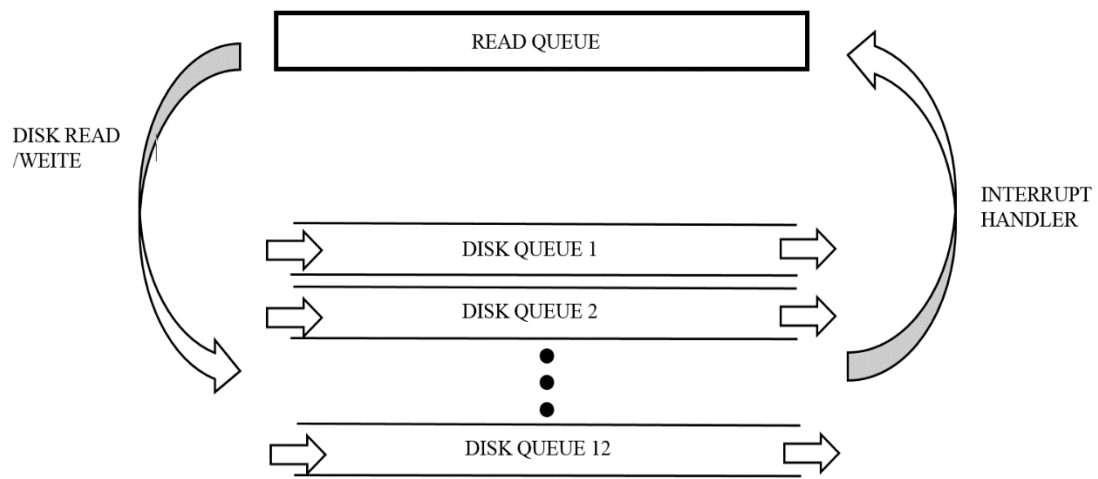 READ QUEUE
DISK READ
/WEITE
INTERRUPT
HANDLER
DISK QUEUE 1
DISK QUEUE 2
DISK QUEUE 12